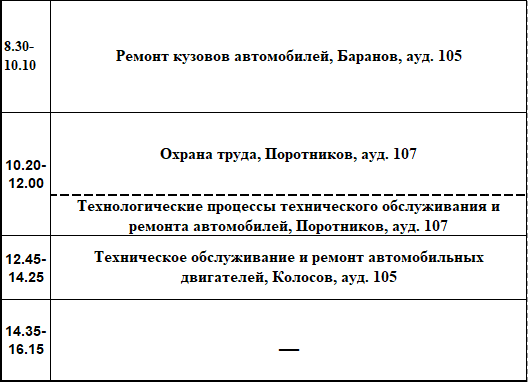 8.30-
10.10
Ремонт кузовов автомобилей, Баранов, ауд. 105
10.20-
12.00
Охрана труда, Поротников, ауд. 107
Технологические процессы технического обслуживания и
ремонта автомобилей, Поротников, ауд. 107
12.45-
14.25
Техническое обслуживание и ремонт автомобильных
двигателей, Колосов, ауд. 105
14.35-
16.15
—